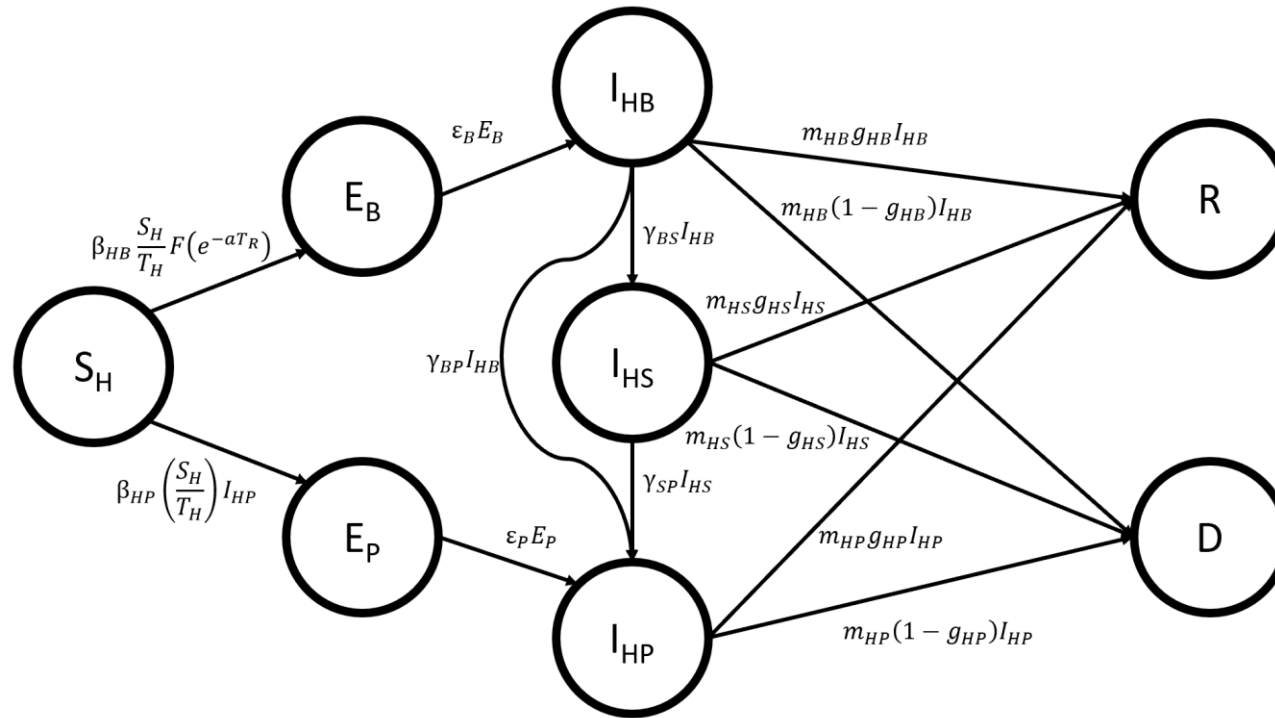 I_HB
ε_B E_B
m_HB g_HB I_HB
E_B
R
m_HB(1 − g_HB)I_HB
β_HB S_H/T_H F(e^−aT_R)
γ_BS I_HB
m_HS g_HS I_HS
S_H
γ_BP I_HB
I_HS
m_HS(1 − g_HS)I_HS
β_HP (S_H/T_H) I_HP
γ_SP I_HS
E_P
ε_P E_P
m_HP g_HP I_HP
D
I_HP
m_HP(1 − g_HP)I_HP